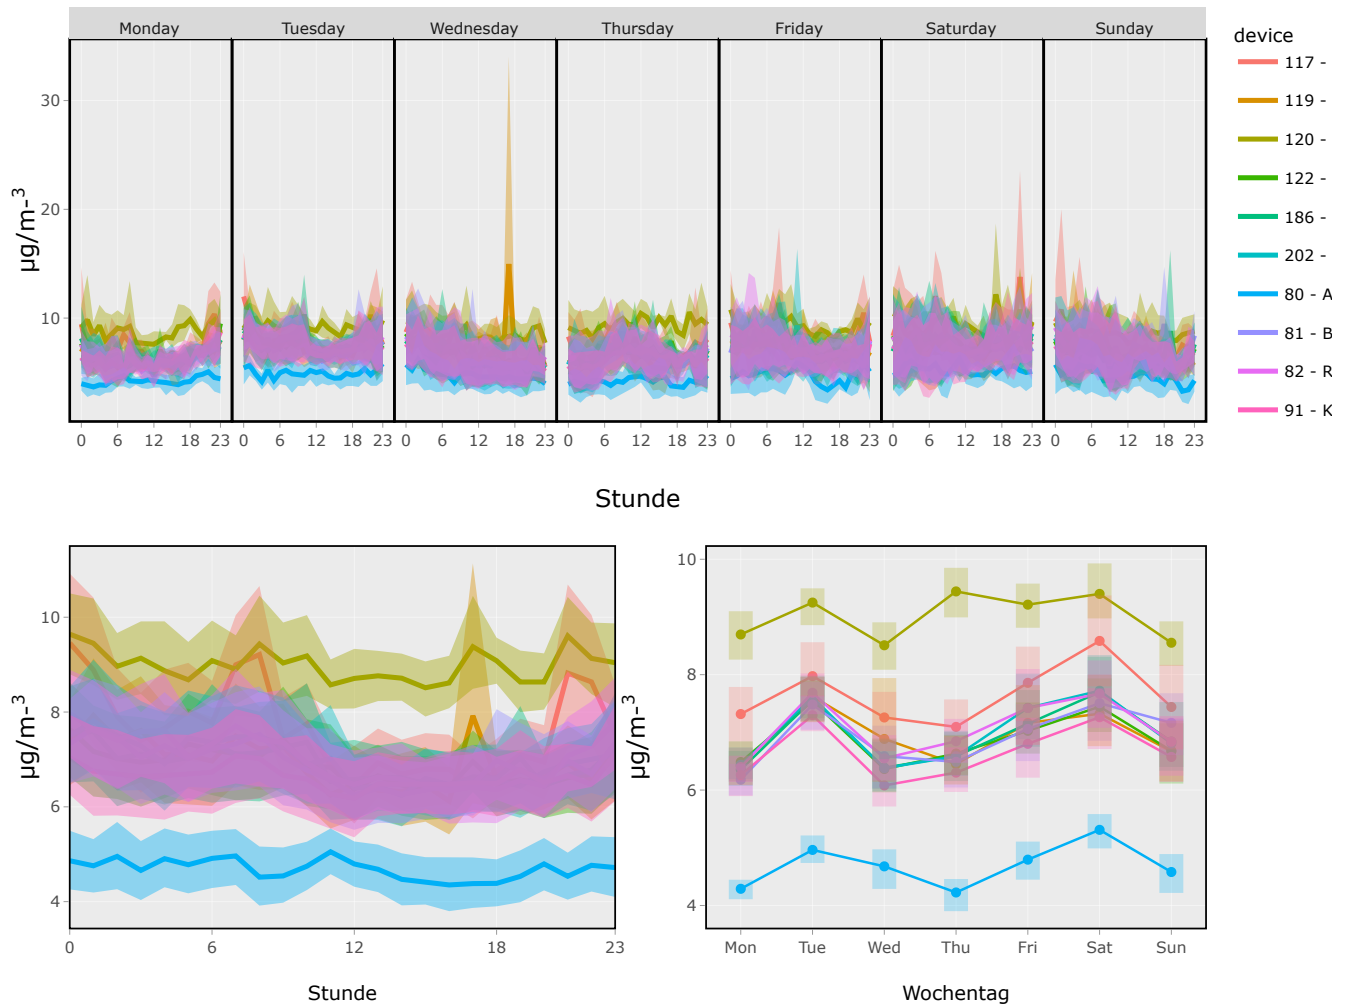 Monday Tuesday Wednesday Thursday Friday Saturday Sunday
device
117 -
119 -
120 -
122 -
186 -
202 -
80 - A
81 - B
82 - R
91 - K
µg/m-³
30
20
10
0 6 12 18 23 0 6 12 18 23 0 6 12 18 23 0 6 12 18 23 0 6 12 18 23 0 6 12 18 23 0 6 12 18 23
Stunde
µg/m-³
10
8
6
4
0 6 12 18 23
Stunde
µg/m-³
10
8
6
4
Mon Tue Wed Thu Fri Sat Sun
Wochentag